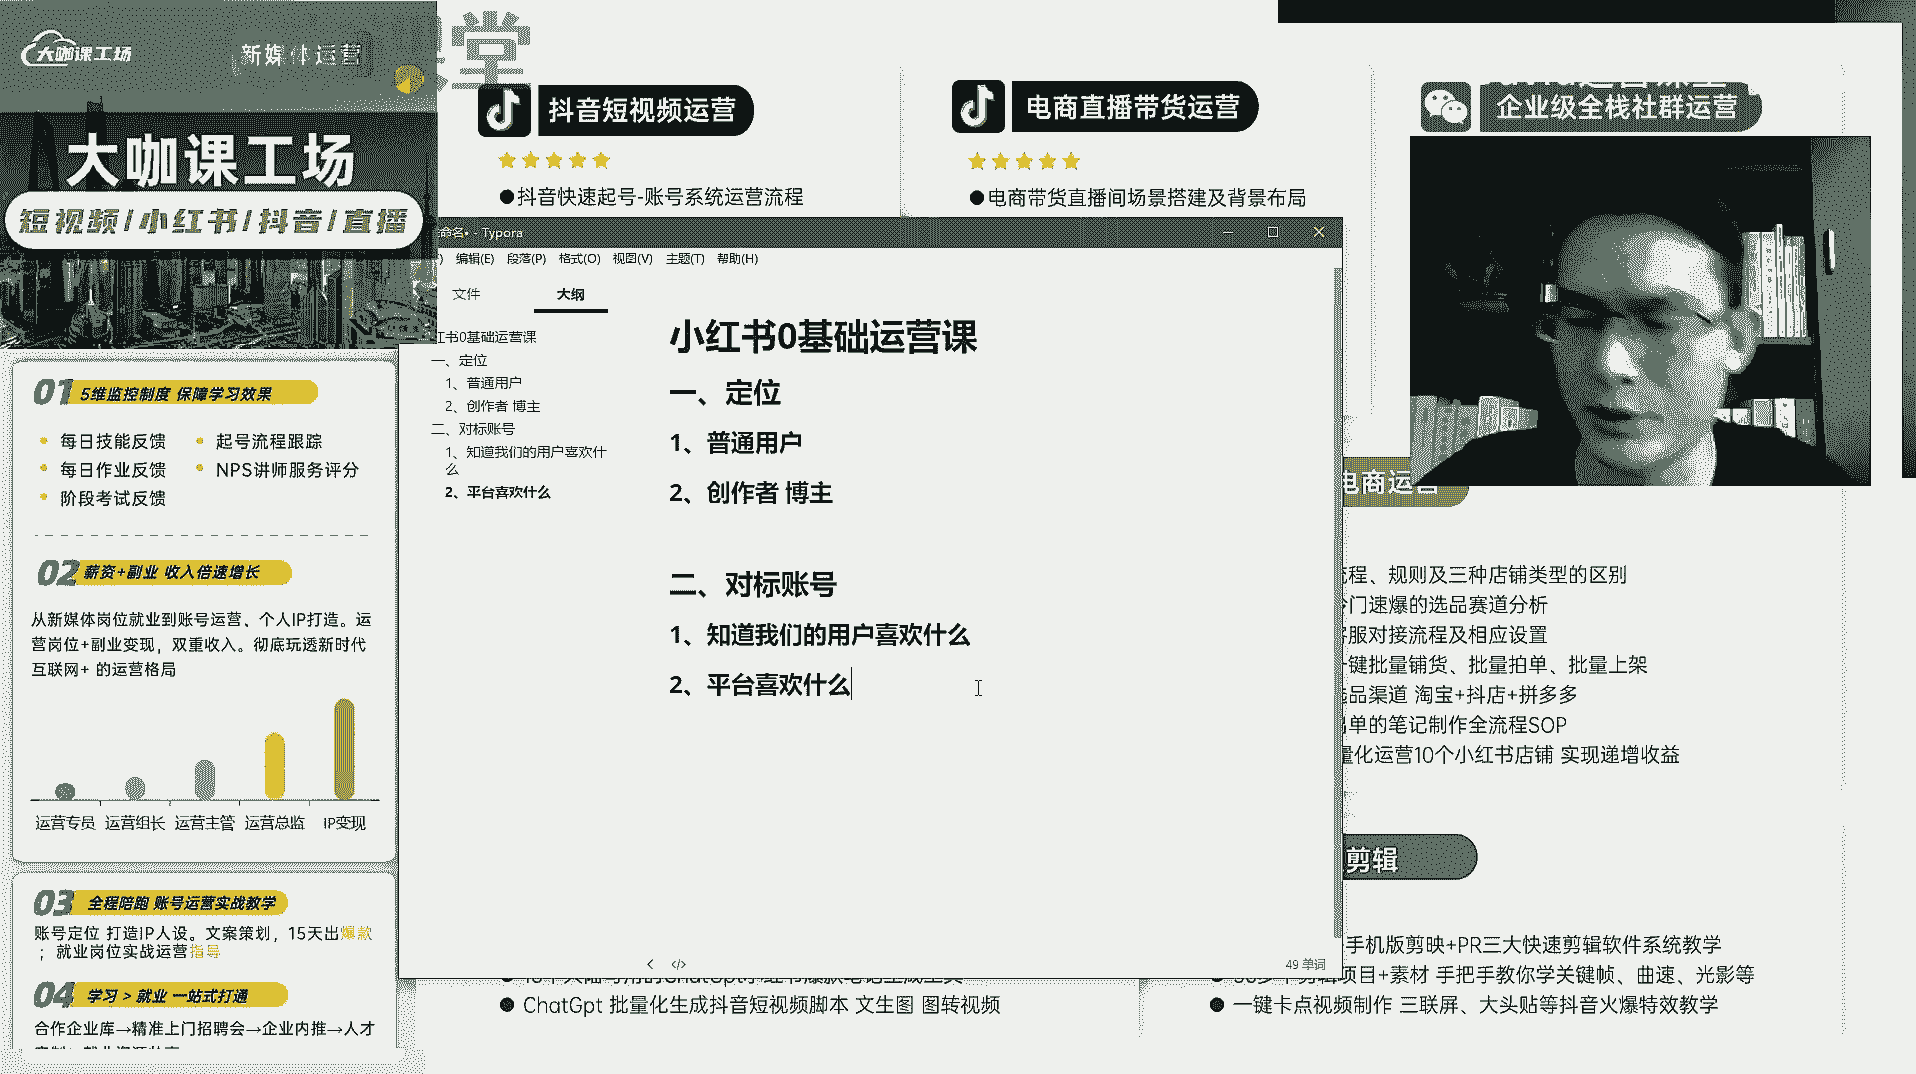 大咖课工场
新媒体运营
大咖课工场
短视频/小红书/抖音/直播
01 5维监控制度 保障学习效果
每日技能反馈
起号流程跟踪
每日作业反馈
NPS讲师服务评分
阶段考试反馈
02 薪资+副业 收入倍速增长
从新媒体岗位就业到账号运营、个人IP打造。运
营岗位+副业变现，双重收入。彻底玩透新时代
互联网+ 的运营格局
运营专员 运营组长 运营主管 运营总监 IP变现
03 全程陪跑 账号运营实战教学
账号定位 打造IP人设。文案策划，15天出爆款
；就业岗位实战运营指导
04 学习 > 就业 一站式打通
合作企业库→精准上门招聘会→企业内推→人才
堂
抖音短视频运营
●抖音快速起号-账号系统运营流程
电商直播带货运营
●电商带货直播间场景搭建及背景布局
企业级全栈社群运营
命名• - Typora
编辑(E) 段落(P) 格式(O) 视图(V) 主题(T) 帮助(H)
文件 大纲
红书0基础运营课
一、定位
1、普通用户
2、创作者 博主
二、对标账号
1、知道我们的用户喜欢什
么
2、平台喜欢什么
小红书0基础运营课
一、定位
1、普通用户
2、创作者 博主
二、对标账号
1、知道我们的用户喜欢什么
2、平台喜欢什么
49 单词
电商运营
流程、规则及三种店铺类型的区别
冷门速爆的选品赛道分析
客服对接流程及相应设置
一键批量铺货、批量拍单、批量上架
选品渠道 淘宝+抖店+拼多多
出单的笔记制作全流程SOP
量化运营10个小红书店铺 实现递增收益
剪辑
手机版剪映+PR三大快速剪辑软件系统教学
项目+素材 手把手教你学关键帧、曲速、光影等
● 一键卡点视频制作 三联屏、大头贴等抖音火爆特效教学
● ChatGpt 批量化生成抖音短视频脚本 文生图 图转视频